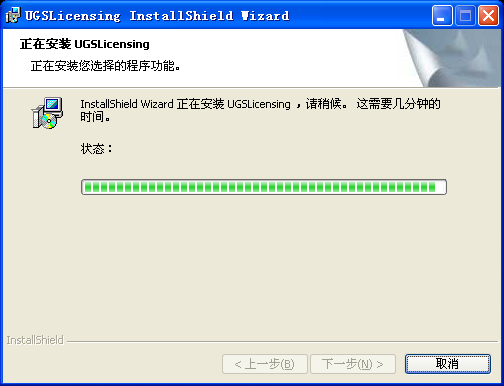 UGSLicensing InstallShield Wizard
正在安装 UGSLicensing
正在安装您选择的程序功能。
InstallShield Wizard 正在安装 UGSLicensing ，请稍候。 这需要几分钟的
时间。
状态：
InstallShield
< 上一步(B)
下一步(N) >
取消